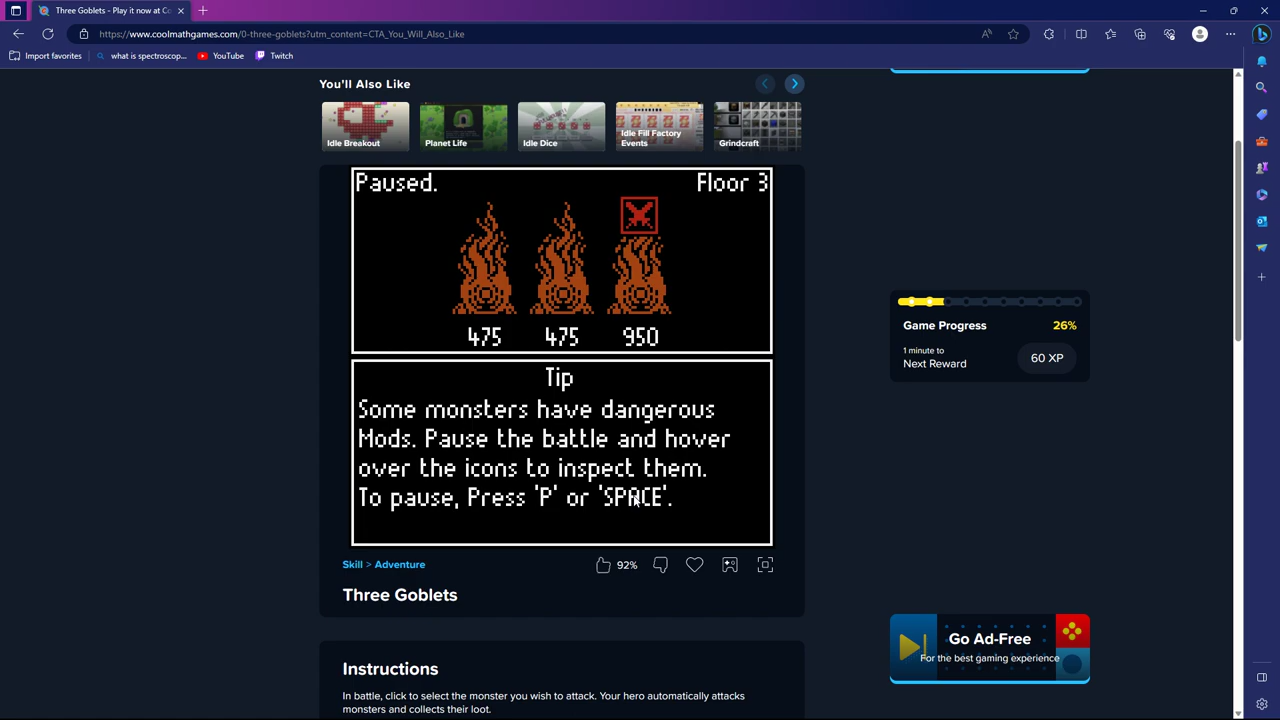 Three Goblets - Play it now at Co
https://www.coolmathgames.com/0-three-goblets?utm_content=CTA_You_Will_Also_Like
Import favorites
what is spectroscop...
YouTube
Twitch
You'll Also Like
Idle Breakout
Planet Life
Idle Dice
Idle Fill Factory
Events
Grindcraft
Paused.
Floor 3
475
475
950
Tip
Some monsters have dangerous
Mods. Pause the battle and hover
over the icons to inspect them.
To pause, Press 'P' or 'SPACE'.
92%
Skill > Adventure
Three Goblets
Instructions
In battle, click to select the monster you wish to attack. Your hero automatically attacks
monsters and collects their loot.
Game Progress
26%
1 minute to
Next Reward
60 XP
Go Ad-Free
For the best gaming experience